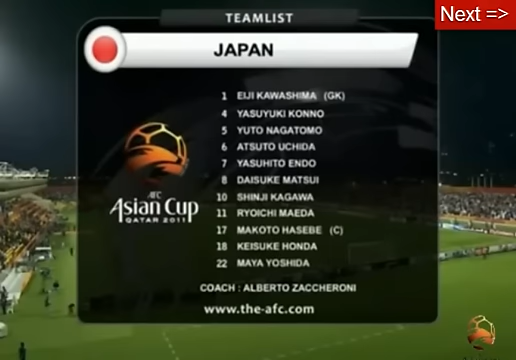 Next =>
TEAMLIST
JAPAN
1 EIJI KAWASHIMA (GK)
4 YASUYUKI KONNO
5 YUTO NAGATOMO
6 ATSUTO UCHIDA
7 YASUHITO ENDO
8 DAISUKE MATSUI
10 SHINJI KAGAWA
11 RYOICHI MAEDA
17 MAKOTO HASEBE (C)
18 KEISUKE HONDA
22 MAYA YOSHIDA
AFC
Asian Cup
QATAR 2011
COACH : ALBERTO ZACCHERONI
www.the-afc.com